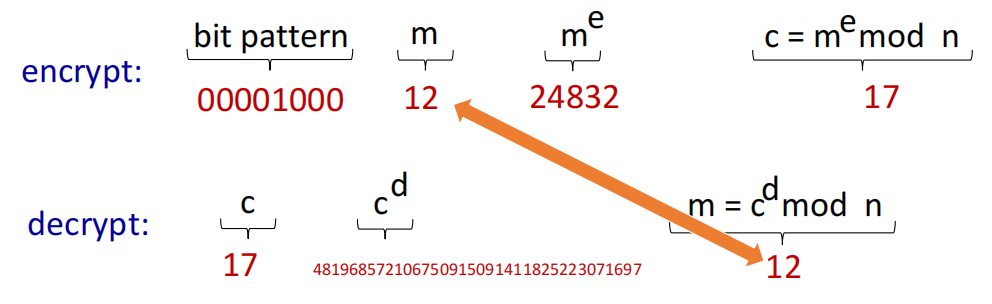 bit pattern m m^e c = m^e mod n
encrypt: 00001000 12 24832 17
c c^d m = c^d mod n
decrypt: 17 481968572106750915091411825223071697 12